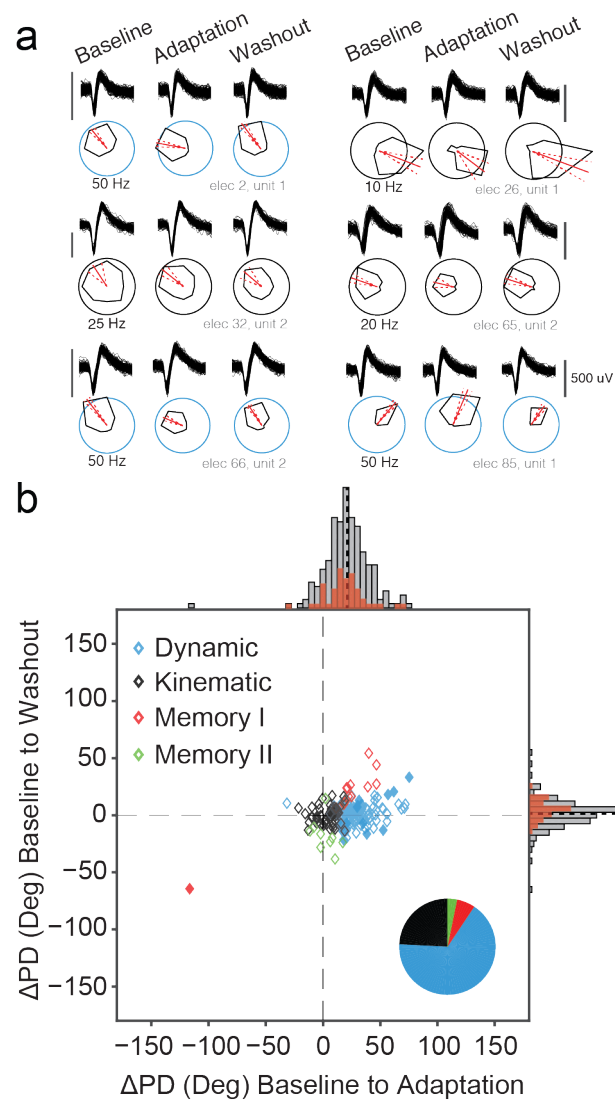 a
Baseline Adaptation Washout Baseline Adaptation Washout
50 Hz elec 2, unit 1 10 Hz elec 26, unit 1
25 Hz elec 32, unit 2 20 Hz elec 65, unit 2
500 uV
50 Hz elec 66, unit 2 50 Hz elec 85, unit 1
b
150
100
50
0
−50
−100
−150
ΔPD (Deg) Baseline to Washout
Dynamic
Kinematic
Memory I
Memory II
−150 −100 −50 0 50 100 150
ΔPD (Deg) Baseline to Adaptation